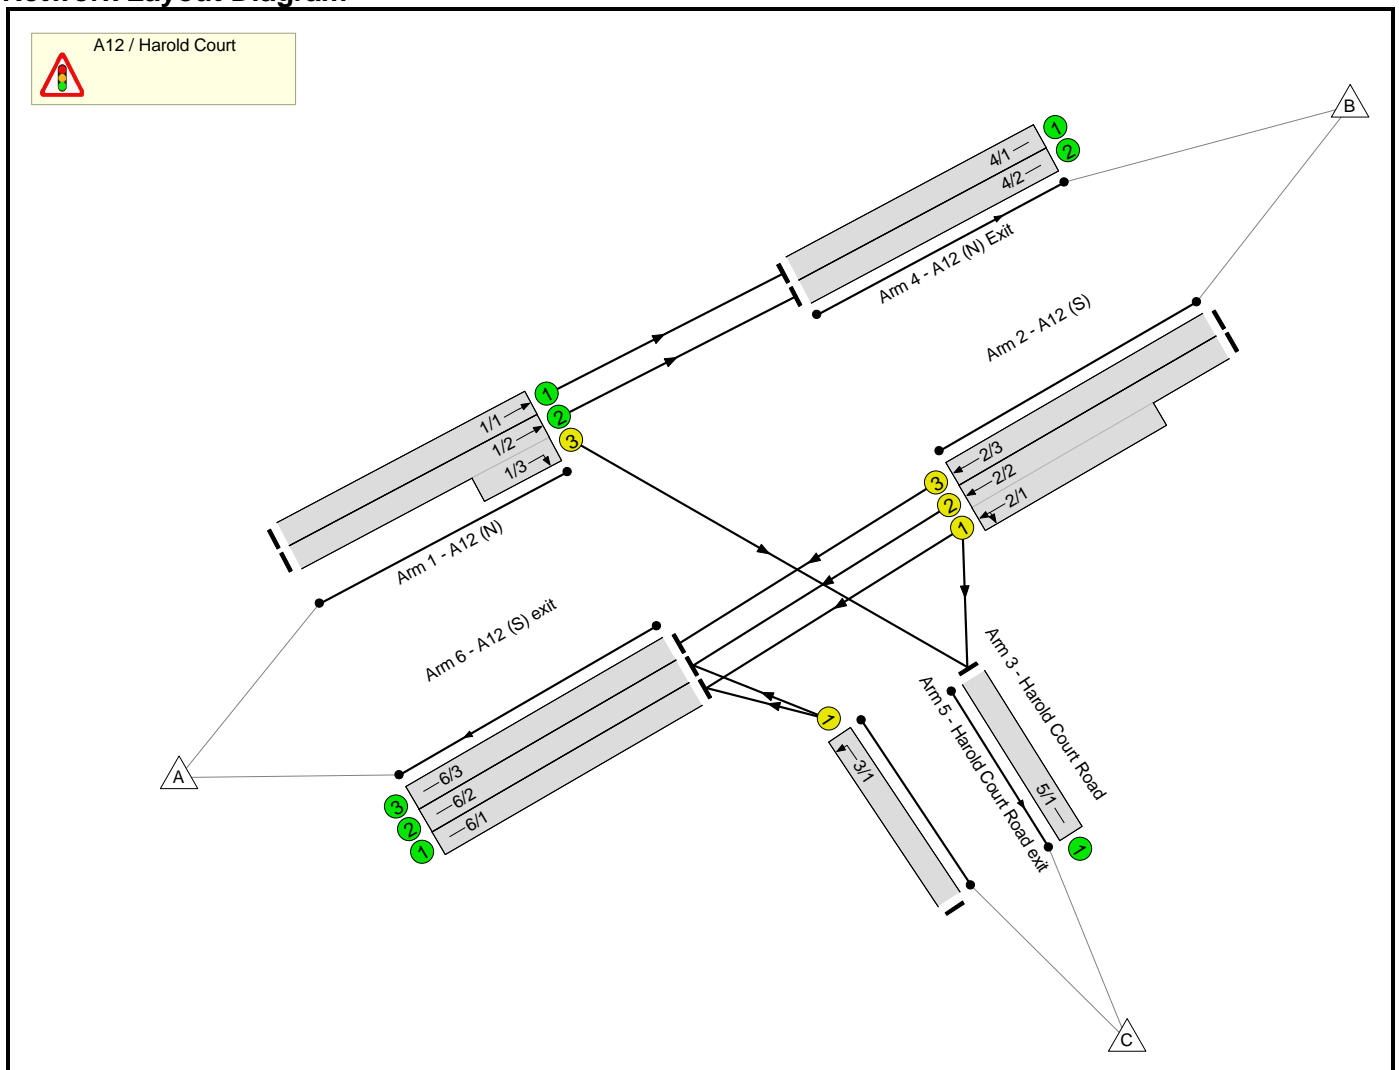 Network Layout Diagram
A12 / Harold Court
B
1
2
4/1
4/2
Arm 4 - A12 (N) Exit
Arm 2 - A12 (S)
1
2
3
1/1
1/2
1/3
Arm 1 - A12 (N)
3
2
1
2/3
2/2
2/1
Arm 6 - A12 (S) exit
A
6/3
6/2
6/1
3
2
1
1
3/1
Arm 3 - Harold Court Road
Arm 5 - Harold Court Road exit
5/1
1
C